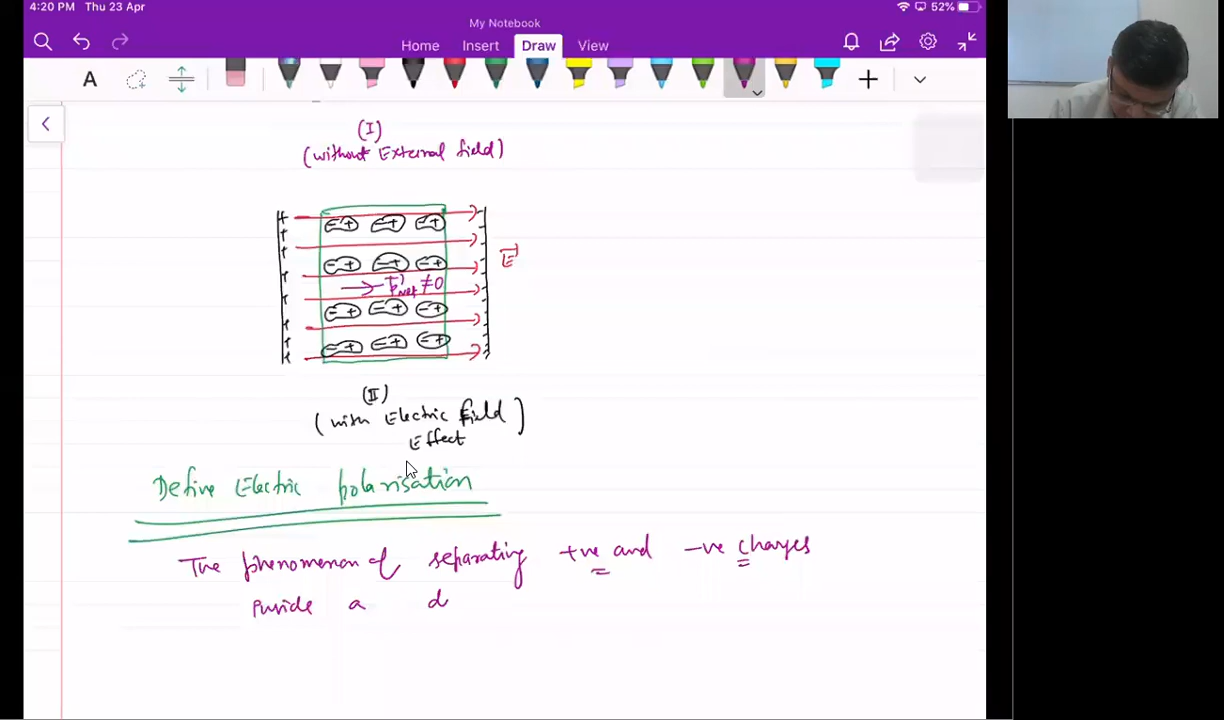 4:20 PM Thu 23 Apr
52%
My Notebook
Home Insert Draw View
A
(I)
(without External field)
E
→ P net ≠0
(II)
(with Electric Field)
Effect
Define Electric polarisation
The phenomenon of separating +ve and -ve charges
inside a d